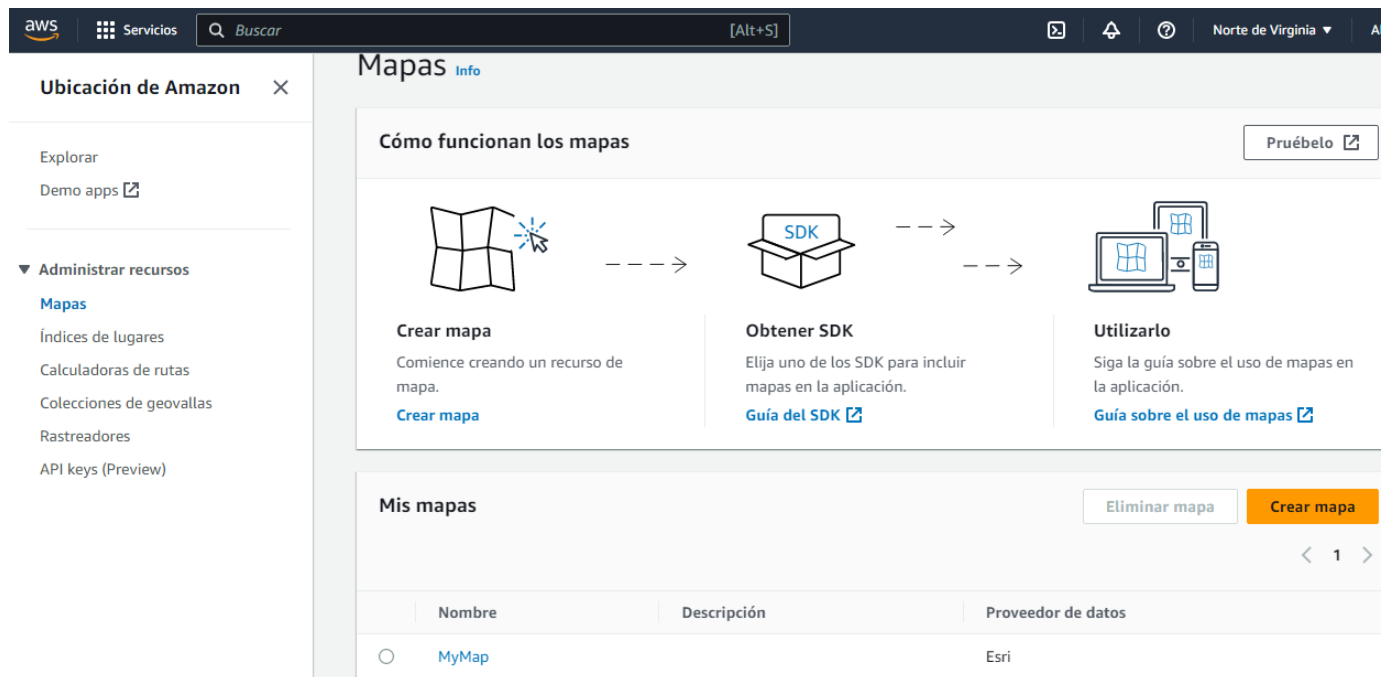 aws
Servicios
Buscar
[Alt+S]
Norte de Virginia ▼
Ubicación de Amazon
Explorar
Demo apps
Administrar recursos
Mapas
Índices de lugares
Calculadoras de rutas
Colecciones de geovallas
Rastreadores
API keys (Preview)
Mapas Info
Cómo funcionan los mapas
Pruébelo
SDK
Crear mapa
Comience creando un recurso de
mapa.
Crear mapa
Obtener SDK
Elija uno de los SDK para incluir
mapas en la aplicación.
Guía del SDK
Utilizarlo
Siga la guía sobre el uso de mapas en
la aplicación.
Guía sobre el uso de mapas
Mis mapas
Eliminar mapa
Crear mapa
< 1 >
Nombre
Descripción
Proveedor de datos
MyMap
Esri